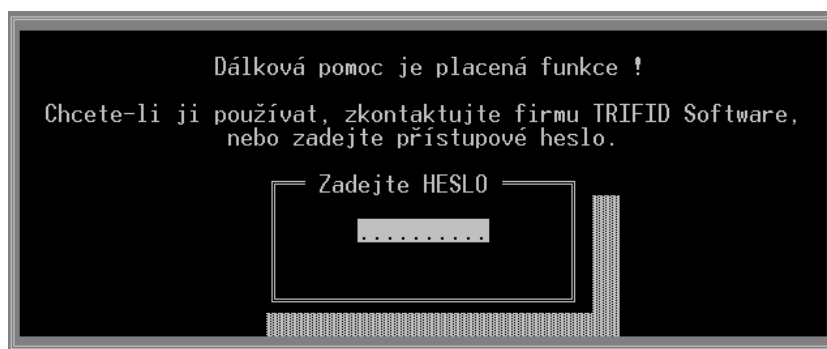 Dálková pomoc je placená funkce !
Chcete-li ji používat, zkontaktujte firmu TRIFID Software,
nebo zadejte přístupové heslo.
Zadejte HESLO
..........